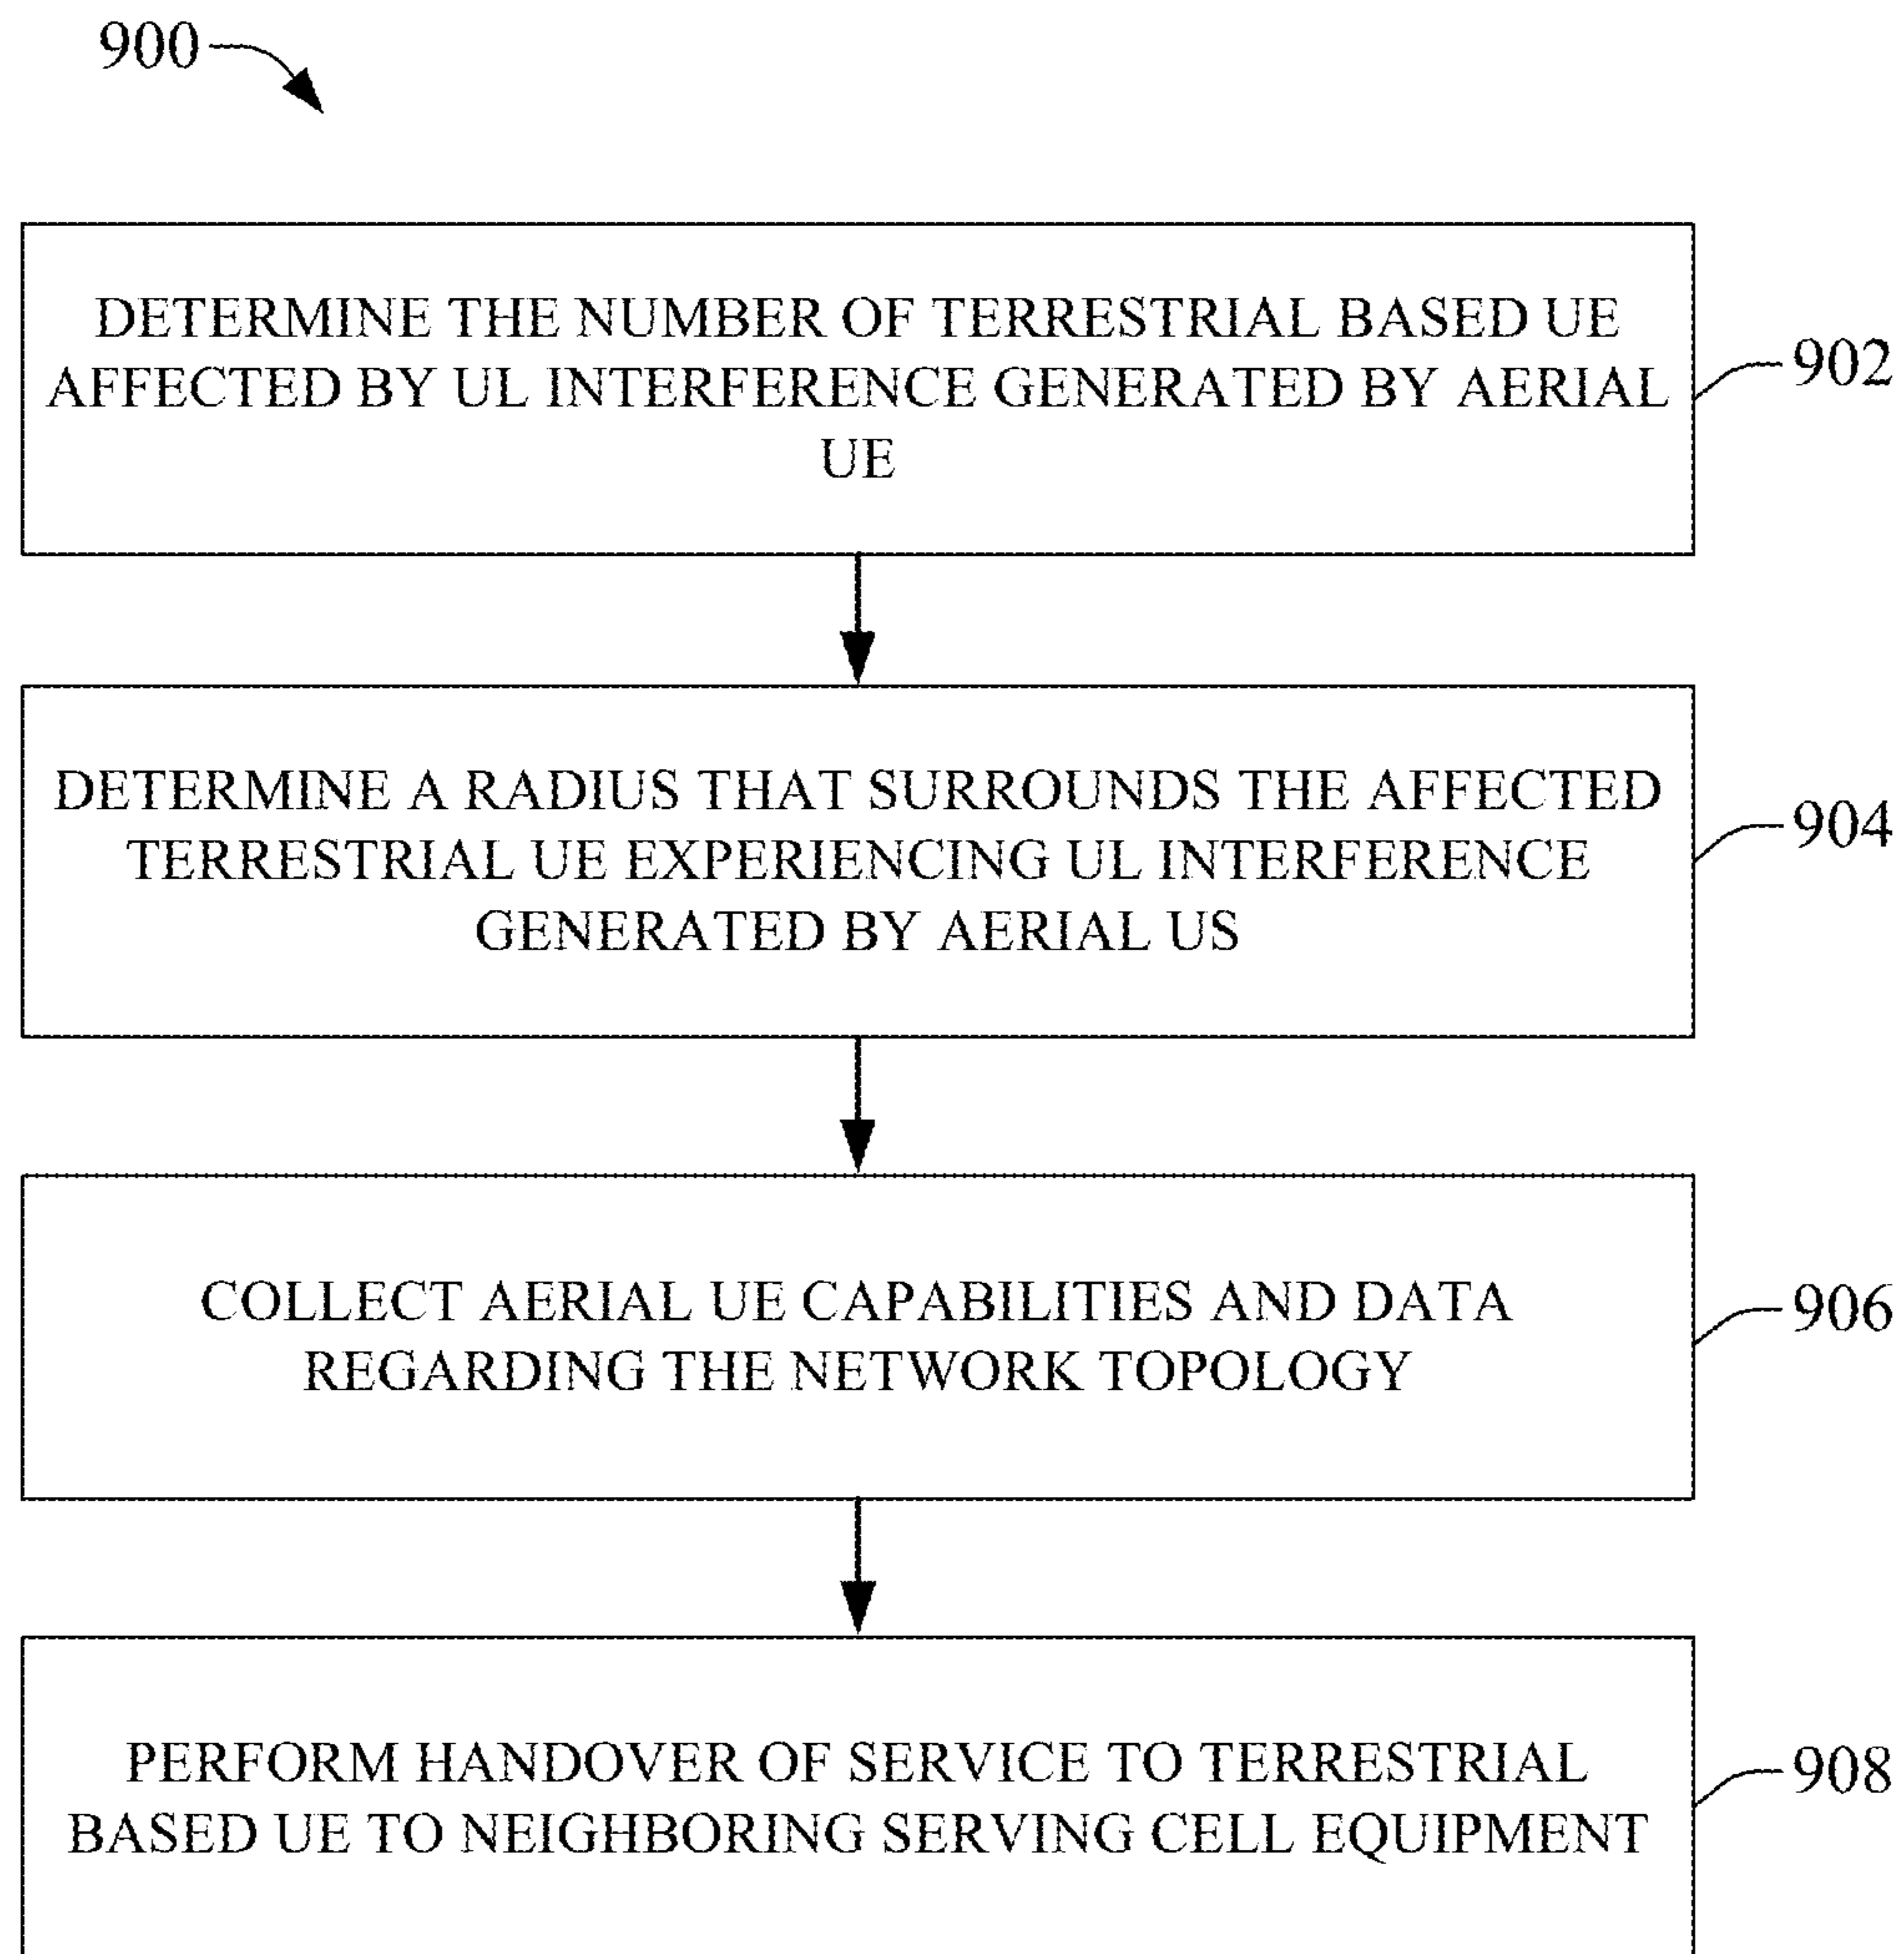 900
DETERMINE THE NUMBER OF TERRESTRIAL BASED UE
AFFECTED BY UL INTERFERENCE GENERATED BY AERIAL
UE
902
DETERMINE A RADIUS THAT SURROUNDS THE AFFECTED
TERRESTRIAL UE EXPERIENCING UL INTERFERENCE
GENERATED BY AERIAL US
904
COLLECT AERIAL UE CAPABILITIES AND DATA
REGARDING THE NETWORK TOPOLOGY
906
PERFORM HANDOVER OF SERVICE TO TERRESTRIAL
BASED UE TO NEIGHBORING SERVING CELL EQUIPMENT
908